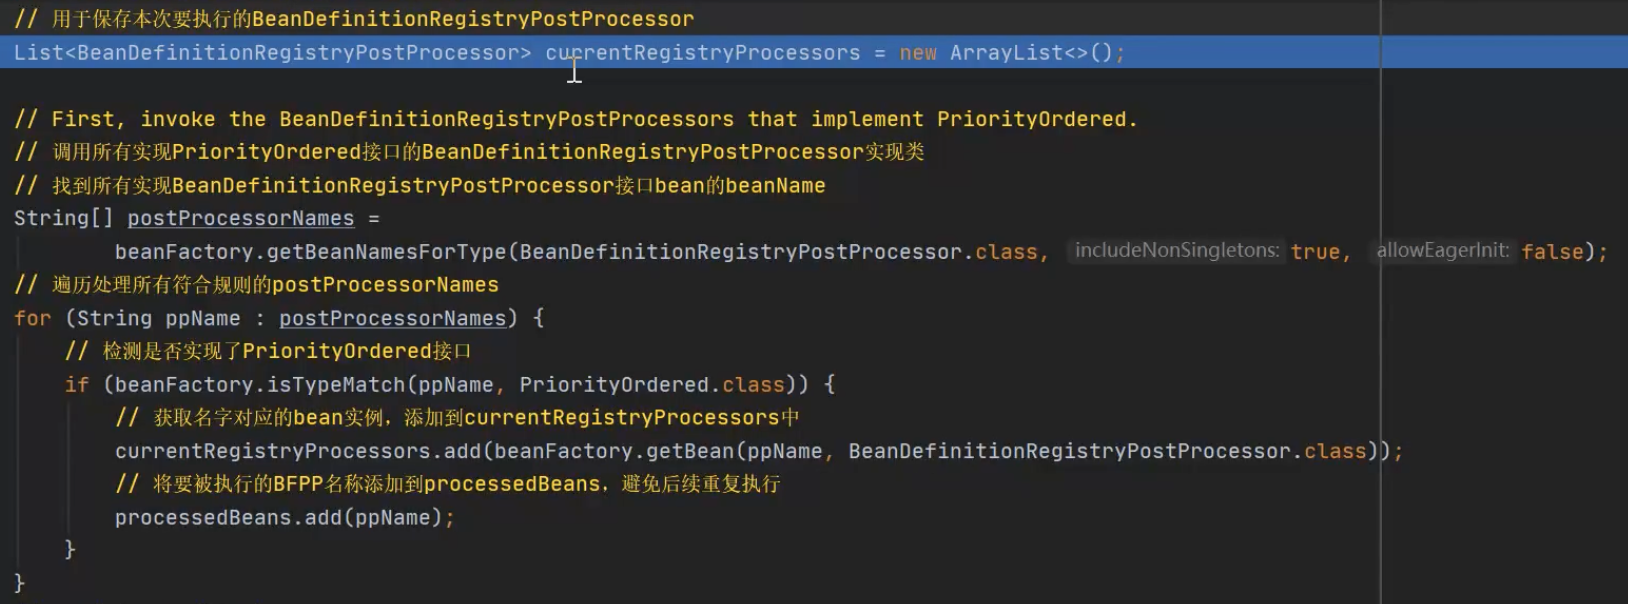 // 用于保存本次要执行的BeanDefinitionRegistryPostProcessor
List<BeanDefinitionRegistryPostProcessor> currentRegistryProcessors = new ArrayList<>();
// First, invoke the BeanDefinitionRegistryPostProcessors that implement PriorityOrdered.
// 调用所有实现PriorityOrdered接口的BeanDefinitionRegistryPostProcessor实现类
// 找到所有实现BeanDefinitionRegistryPostProcessor接口bean的beanName
String[] postProcessorNames =
beanFactory.getBeanNamesForType(BeanDefinitionRegistryPostProcessor.class, includeNonSingletons: true, allowEagerInit: false);
// 遍历处理所有符合规则的postProcessorNames
for (String ppName : postProcessorNames) {
// 检测是否实现了PriorityOrdered接口
if (beanFactory.isTypeMatch(ppName, PriorityOrdered.class)) {
// 获取名字对应的bean实例，添加到currentRegistryProcessors中
currentRegistryProcessors.add(beanFactory.getBean(ppName, BeanDefinitionRegistryPostProcessor.class));
// 将要被执行的BFPP名称添加到processedBeans，避免后续重复执行
processedBeans.add(ppName);
}
}